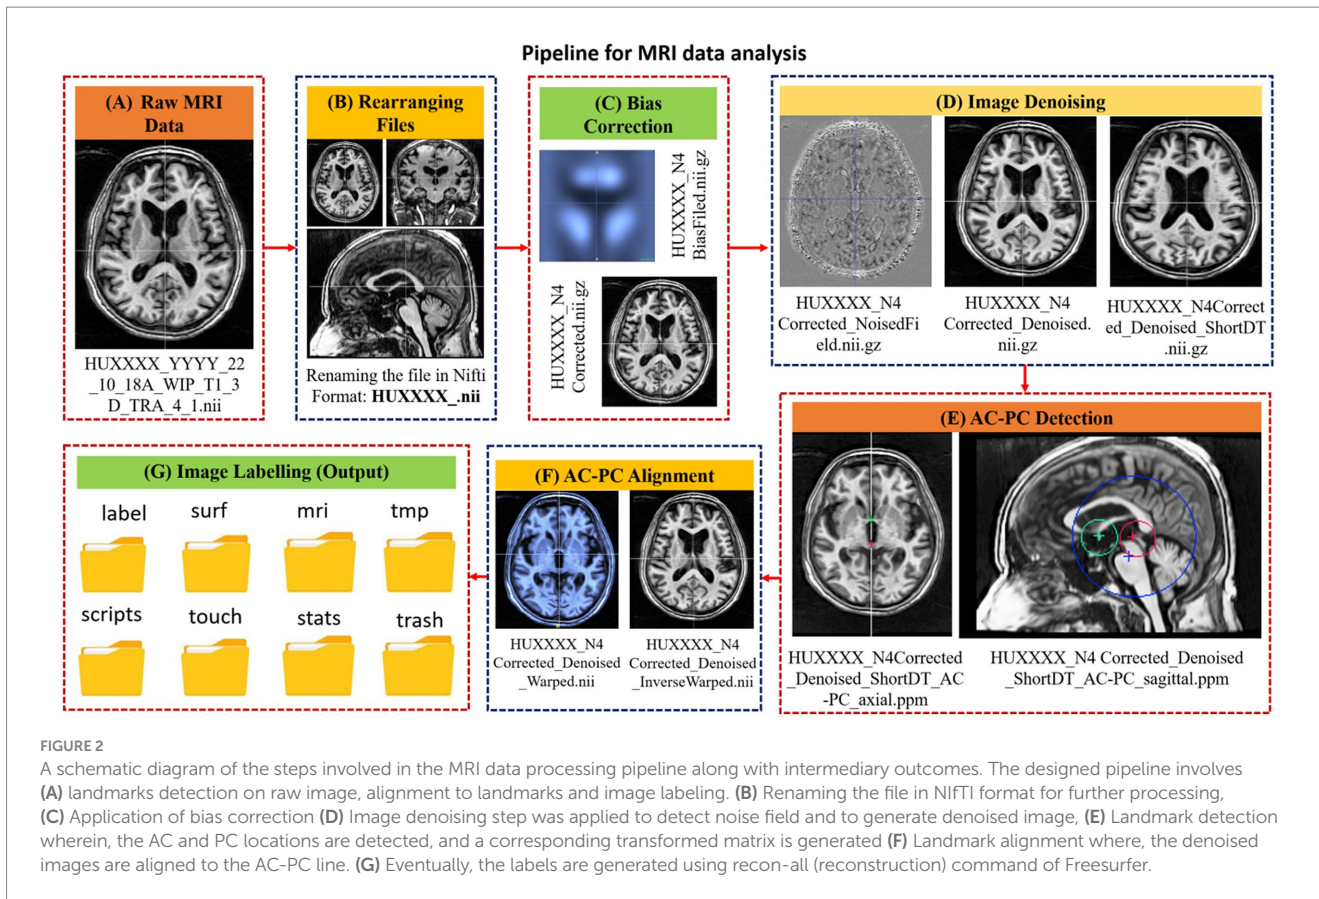 Pipeline for MRI data analysis
(A) Raw MRI
Data
HUXXXX_YYYY_22
_10_18A_WIP_T1_3
D_TRA_4_1.nii
(B) Rearranging
Files
Renaming the file in Nifti
Format: HUXXXX_.nii
(C) Bias
Correction
HUXXXX_N4
BiasFiled.nii.gz
HUXXXX_N4
Corrected.nii.gz
(D) Image Denoising
HUXXXX_N4
Corrected_NoisedFi
eld.nii.gz
HUXXXX_N4
Corrected_Denoised.
nii.gz
HUXXXX_N4Correct
ed_Denoised_ShortDT
.nii.gz
(E) AC-PC Detection
HUXXXX_N4Corrected
_Denoised_ShortDT_AC
-PC_axial.ppm
HUXXXX_N4 Corrected_Denoised
_ShortDT_AC-PC_sagittal.ppm
(F) AC-PC Alignment
HUXXXX_N4
Corrected_Denoised
_Warped.nii
HUXXXX_N4
Corrected_Denoised
_InverseWarped.nii
(G) Image Labelling (Output)
label surf mri tmp
scripts touch stats trash
FIGURE 2
A schematic diagram of the steps involved in the MRI data processing pipeline along with intermediary outcomes. The designed pipeline involves
(A) landmarks detection on raw image, alignment to landmarks and image labeling. (B) Renaming the file in NIfTI format for further processing,
(C) Application of bias correction (D) Image denoising step was applied to detect noise field and to generate denoised image, (E) Landmark detection
wherein, the AC and PC locations are detected, and a corresponding transformed matrix is generated (F) Landmark alignment where, the denoised
images are aligned to the AC-PC line. (G) Eventually, the labels are generated using recon-all (reconstruction) command of Freesurfer.